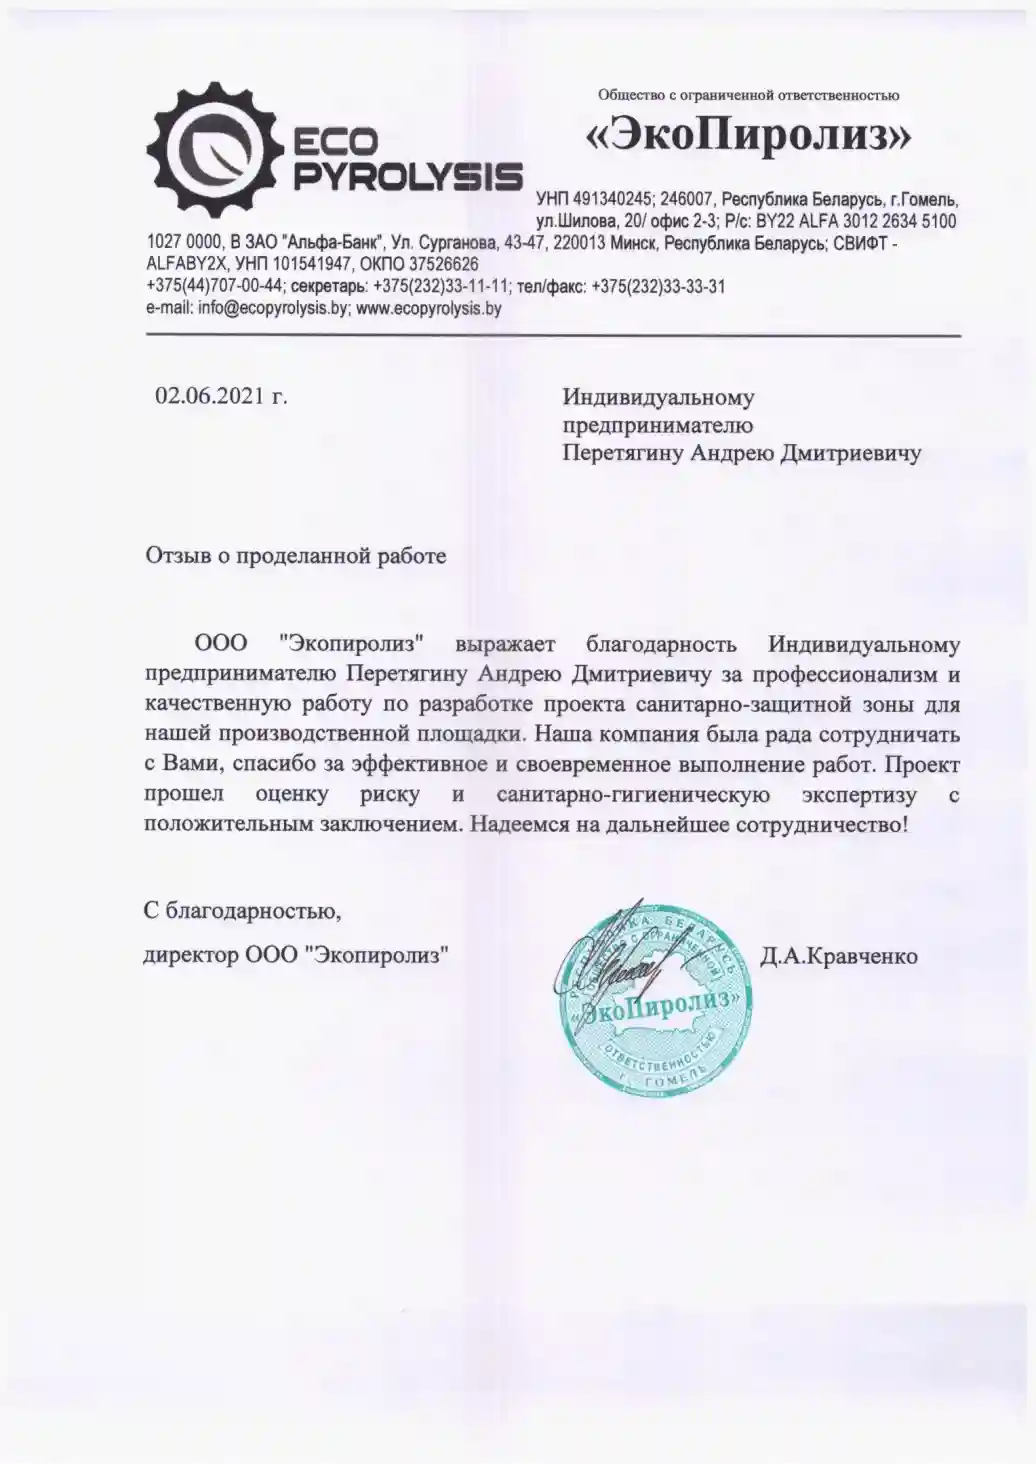 ECO
PYROLYSIS
Общество с ограниченной ответственностью
«ЭкоПиролиз»
УНП 491340245; 246007, Республика Беларусь, г.Гомель,
ул.Шилова, 20/ офис 2-3; Р/с: BY22 ALFA 3012 2634 5100
1027 0000, В ЗАО "Альфа-Банк", Ул. Сурганова, 43-47, 220013 Минск, Республика Беларусь; СВИФТ -
ALFABY2X, УНП 101541947, ОКПО 37526626
+375(44)707-00-44; секретарь: +375(232)33-11-11; тел/факс: +375(232)33-33-31
e-mail: info@ecopyrolysis.by; www.ecopyrolysis.by
02.06.2021 г.
Индивидуальному
предпринимателю
Перетягину Андрею Дмитриевичу
Отзыв о проделанной работе
ООО "Экопиролиз" выражает благодарность Индивидуальному
предпринимателю Перетягину Андрею Дмитриевичу за профессионализм и
качественную работу по разработке проекта санитарно-защитной зоны для
нашей производственной площадки. Наша компания была рада сотрудничать
с Вами, спасибо за эффективное и своевременное выполнение работ. Проект
прошел оценку риску и санитарно-гигиеническую экспертизу с
положительным заключением. Надеемся на дальнейшее сотрудничество!
С благодарностью,
директор ООО "Экопиролиз"
Д.А.Кравченко
БЕЛАРУСЬ
«ЭкоПиролиз»
ОТВЕТСТВЕННОСТЬЮ
г. ГОМЕЛЬ